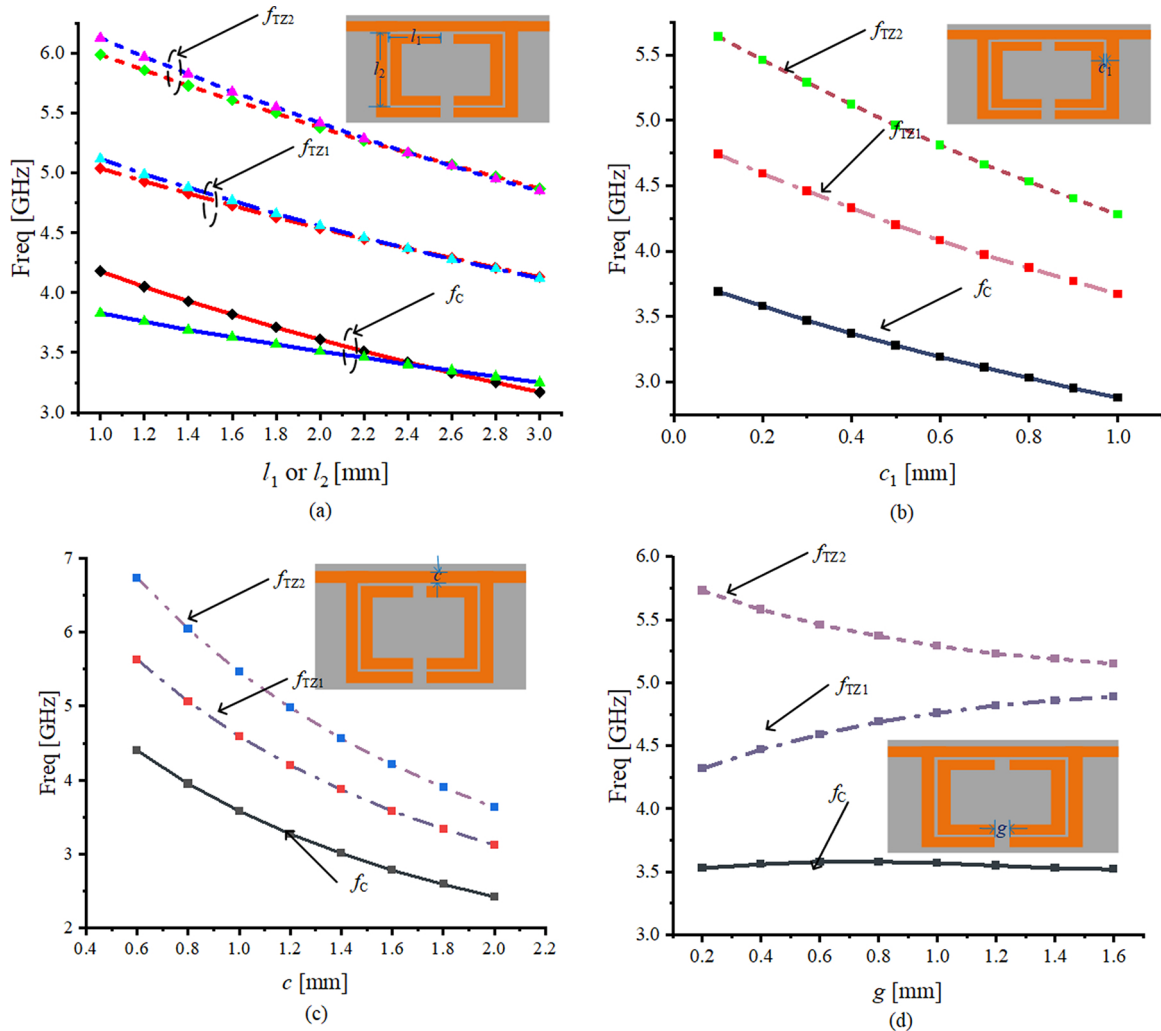 Freq [GHz]
6.0
5.5
5.0
4.5
4.0
3.5
3.0
1.0 1.2 1.4 1.6 1.8 2.0 2.2 2.4 2.6 2.8 3.0
l1 or l2 [mm]
fTZ2
fTZ1
fC
l1
l2
(a)
Freq [GHz]
5.5
5.0
4.5
4.0
3.5
3.0
0.0 0.2 0.4 0.6 0.8 1.0
c1 [mm]
fTZ2
fTZ1
fC
c1
(b)
Freq [GHz]
7
6
5
4
3
2
0.4 0.6 0.8 1.0 1.2 1.4 1.6 1.8 2.0 2.2
c [mm]
fTZ2
fTZ1
fC
c
(c)
Freq [GHz]
6.0
5.5
5.0
4.5
4.0
3.5
3.0
0.2 0.4 0.6 0.8 1.0 1.2 1.4 1.6
g [mm]
fTZ2
fTZ1
fC
g
(d)